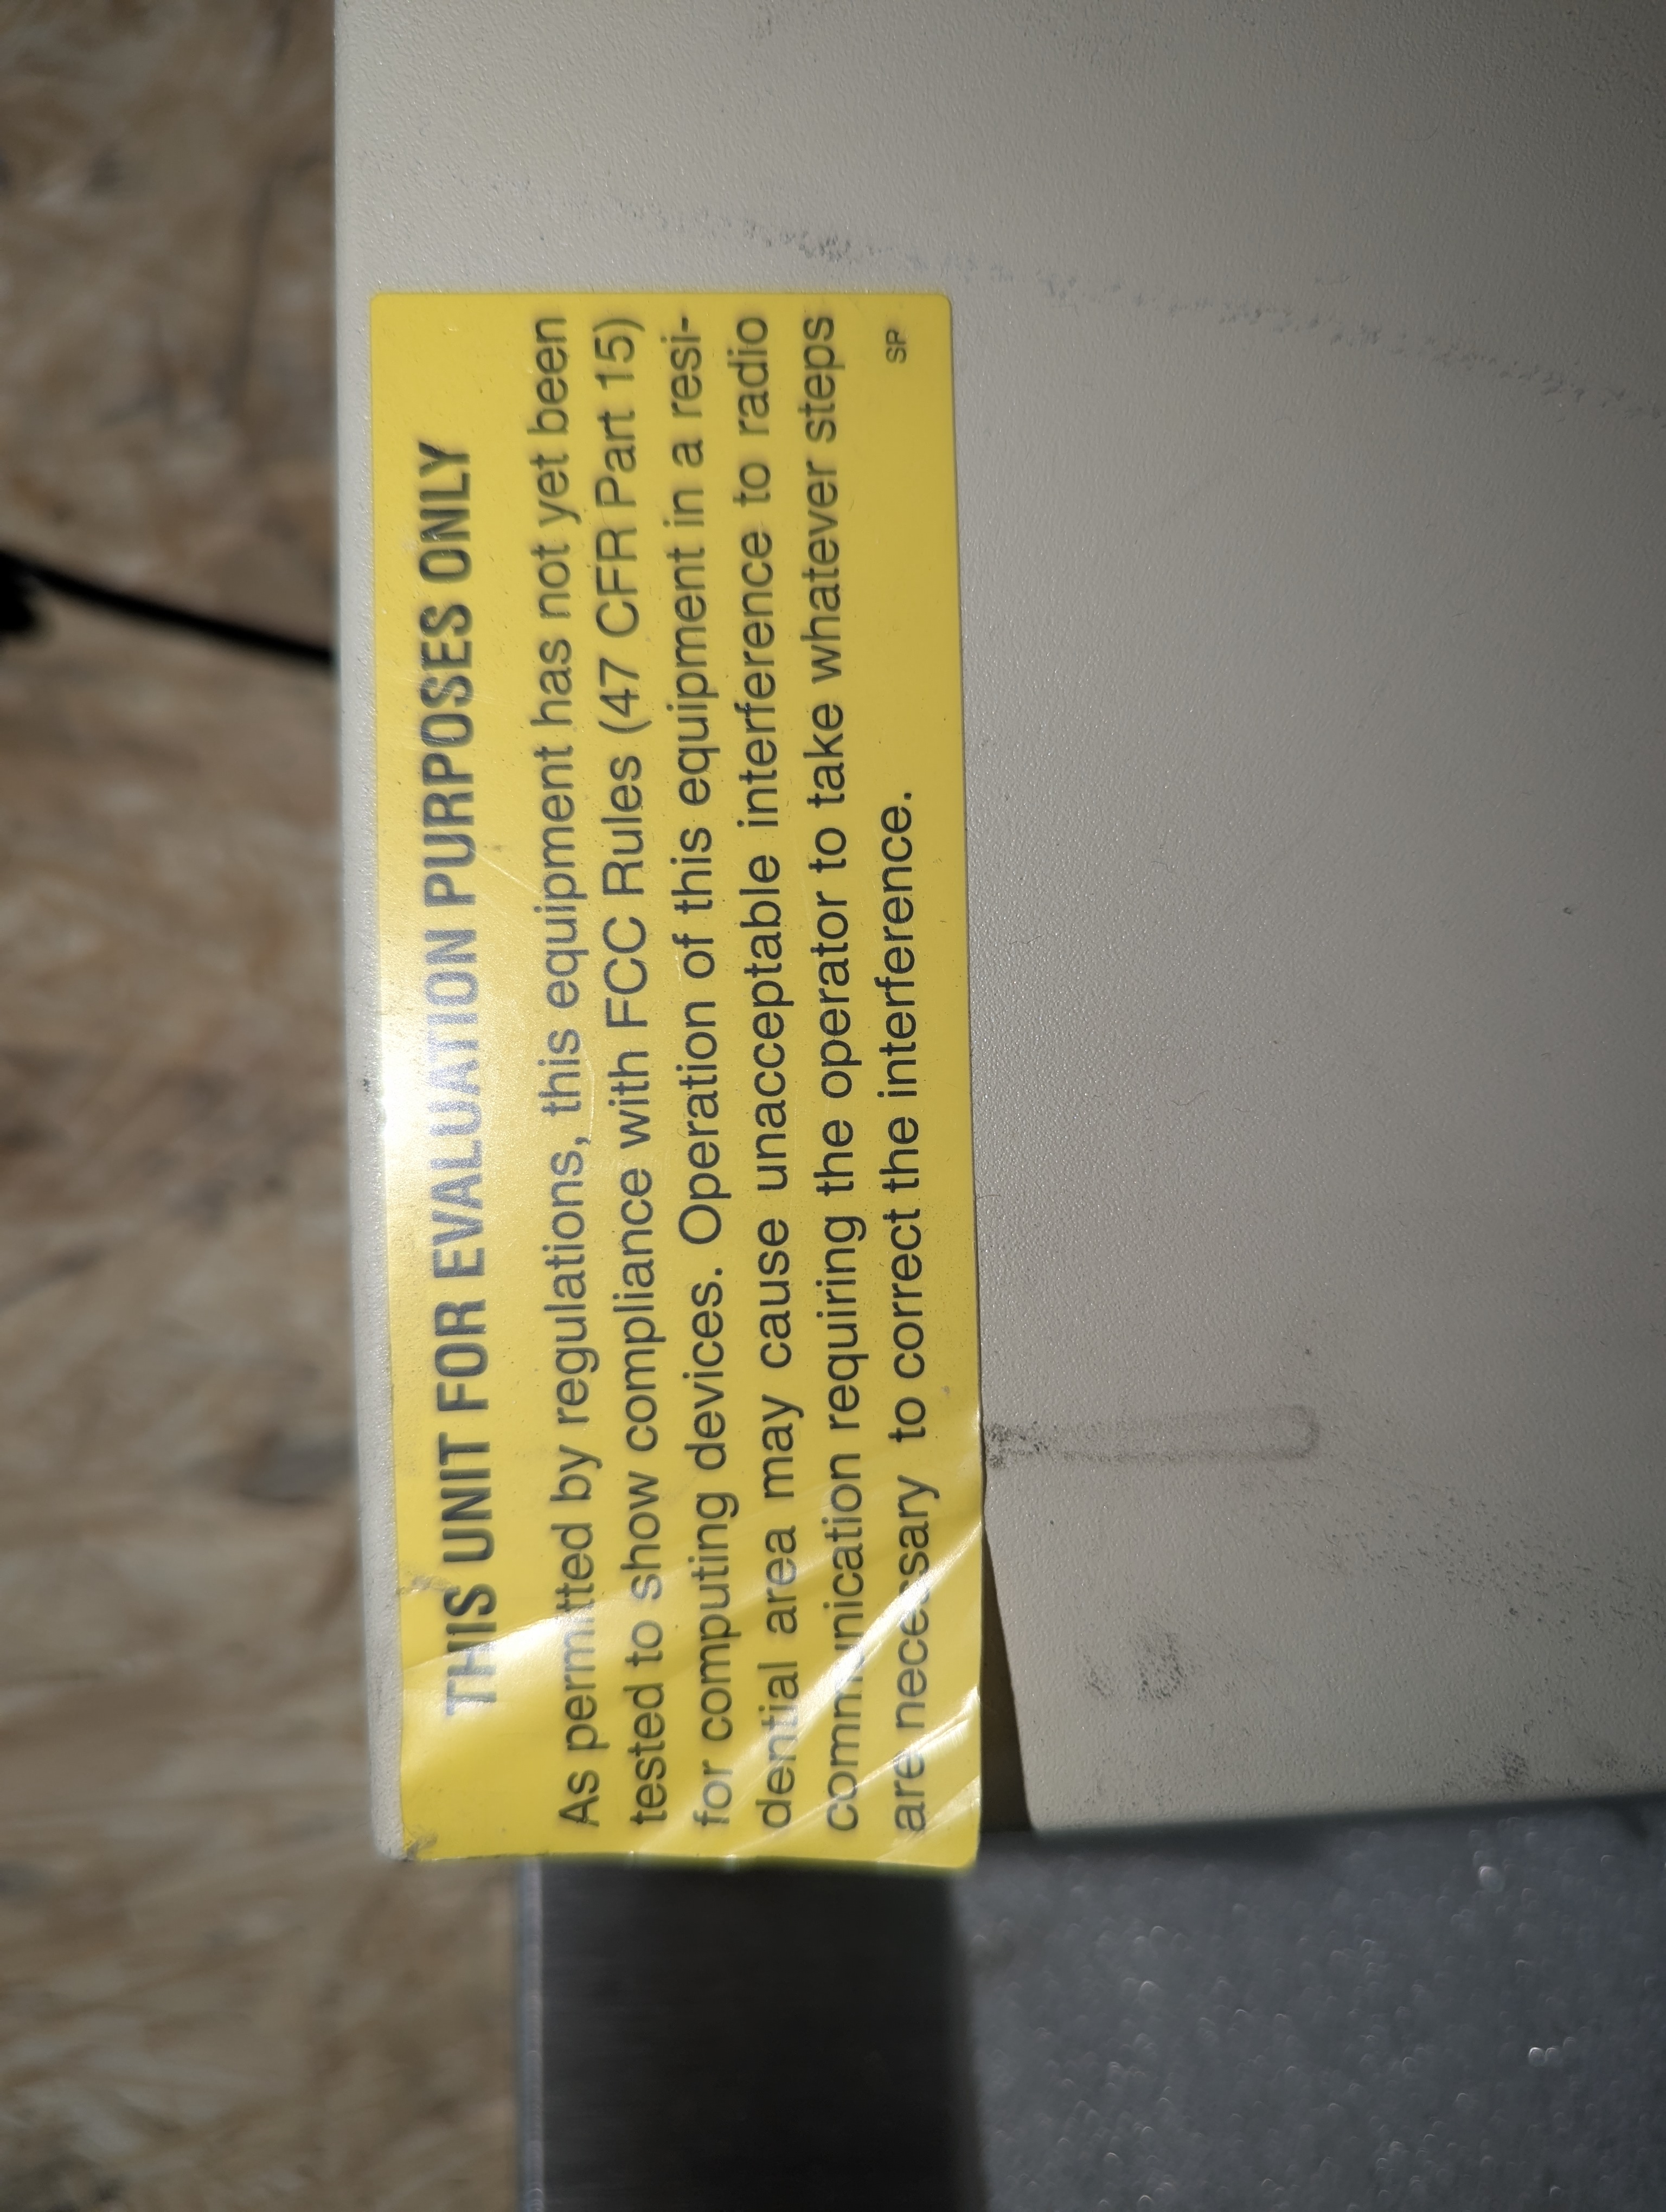 THIS UNIT FOR EVALUATION PURPOSES ONLY
As permitted by regulations, this equipment has not yet been
tested to show compliance with FCC Rules (47 CFR Part 15)
for computing devices. Operation of this equipment in a resi-
dential area may cause unacceptable interference to radio
communication requiring the operator to take whatever steps
are necessary to correct the interference.
SP